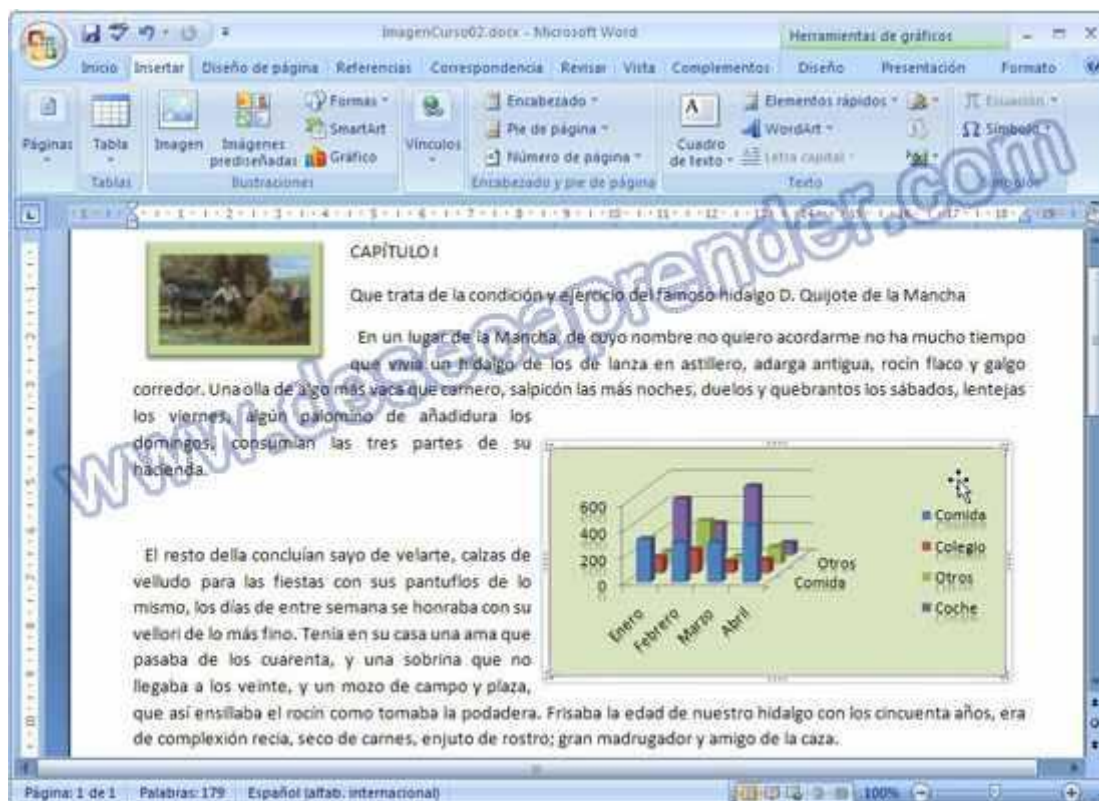 ImagenCurso02.docx - Microsoft Word
Herramientas de gráficos
Inicio Insertar Diseño de página Referencias Correspondencia Revisar Vista Complementos Diseño Presentación Formato
Páginas
Tabla
Tablas
Imagen
Imágenes prediseñadas
Formas
SmartArt
Gráfico
Ilustraciones
Vínculos
Encabezado
Pie de página
Número de página
Encabezado y pie de página
Cuadro de texto
Elementos rápidos
WordArt
Letra capital
Texto
Ecuación
Símbolo
www.deseoaprender.com
CAPÍTULO I
Que trata de la condición y ejercicio del famoso hidalgo D. Quijote de la Mancha
En un lugar de la Mancha, de cuyo nombre no quiero acordarme no ha mucho tiempo
que vivía un hidalgo de los de lanza en astillero, adarga antigua, rocín flaco y galgo
corredor. Una olla de algo más vaca que carnero, salpicón las más noches, duelos y quebrantos los sábados, lentejas
los viernes, algún palomino de añadidura los
domingos, consumían las tres partes de su
hacienda.
El resto della concluían sayo de velarte, calzas de
velludo para las fiestas con sus pantuflos de lo
mismo, los días de entre semana se honraba con su
vellori de lo más fino. Tenía en su casa una ama que
pasaba de los cuarenta, y una sobrina que no
llegaba a los veinte, y un mozo de campo y plaza,
que así ensillaba el rocín como tomaba la podadera. Frisaba la edad de nuestro hidalgo con los cincuenta años, era
de complexión recia, seco de carnes, enjuto de rostro; gran madrugador y amigo de la caza.
600
400
200
0
Enero
Febrero
Marzo
Abril
Otros
Comida
Comida
Colegio
Otros
Coche
Página: 1 de 1 Palabras: 179 Español (alfab. internacional) 100%